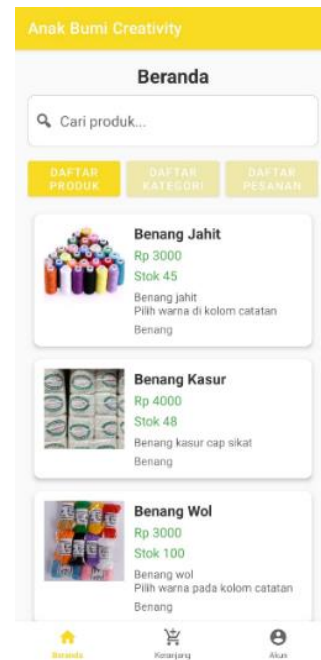 Anak Bumi Creativity
Beranda
Cari produk...
DAFTAR
PRODUK
DAFTAR
KATEGORI
DAFTAR
PESANAN
Benang Jahit
Rp 3000
Stok 45
Benang jahit
Pilih warna di kolom catatan
Benang
Benang Kasur
Rp 4000
Stok 48
Benang kasur cap sikat
Benang
Benang Wol
Rp 3000
Stok 100
Benang wol
Pilih warna pada kolom catatan
Benang
Beranda
Keranjang
Akun